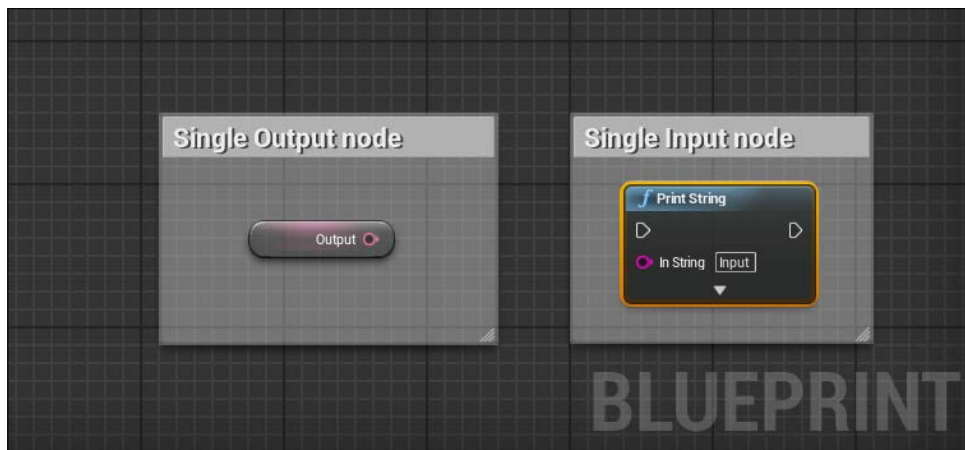 Single Output node
Output
Single Input node
f Print String
In String Input
BLUEPRINT